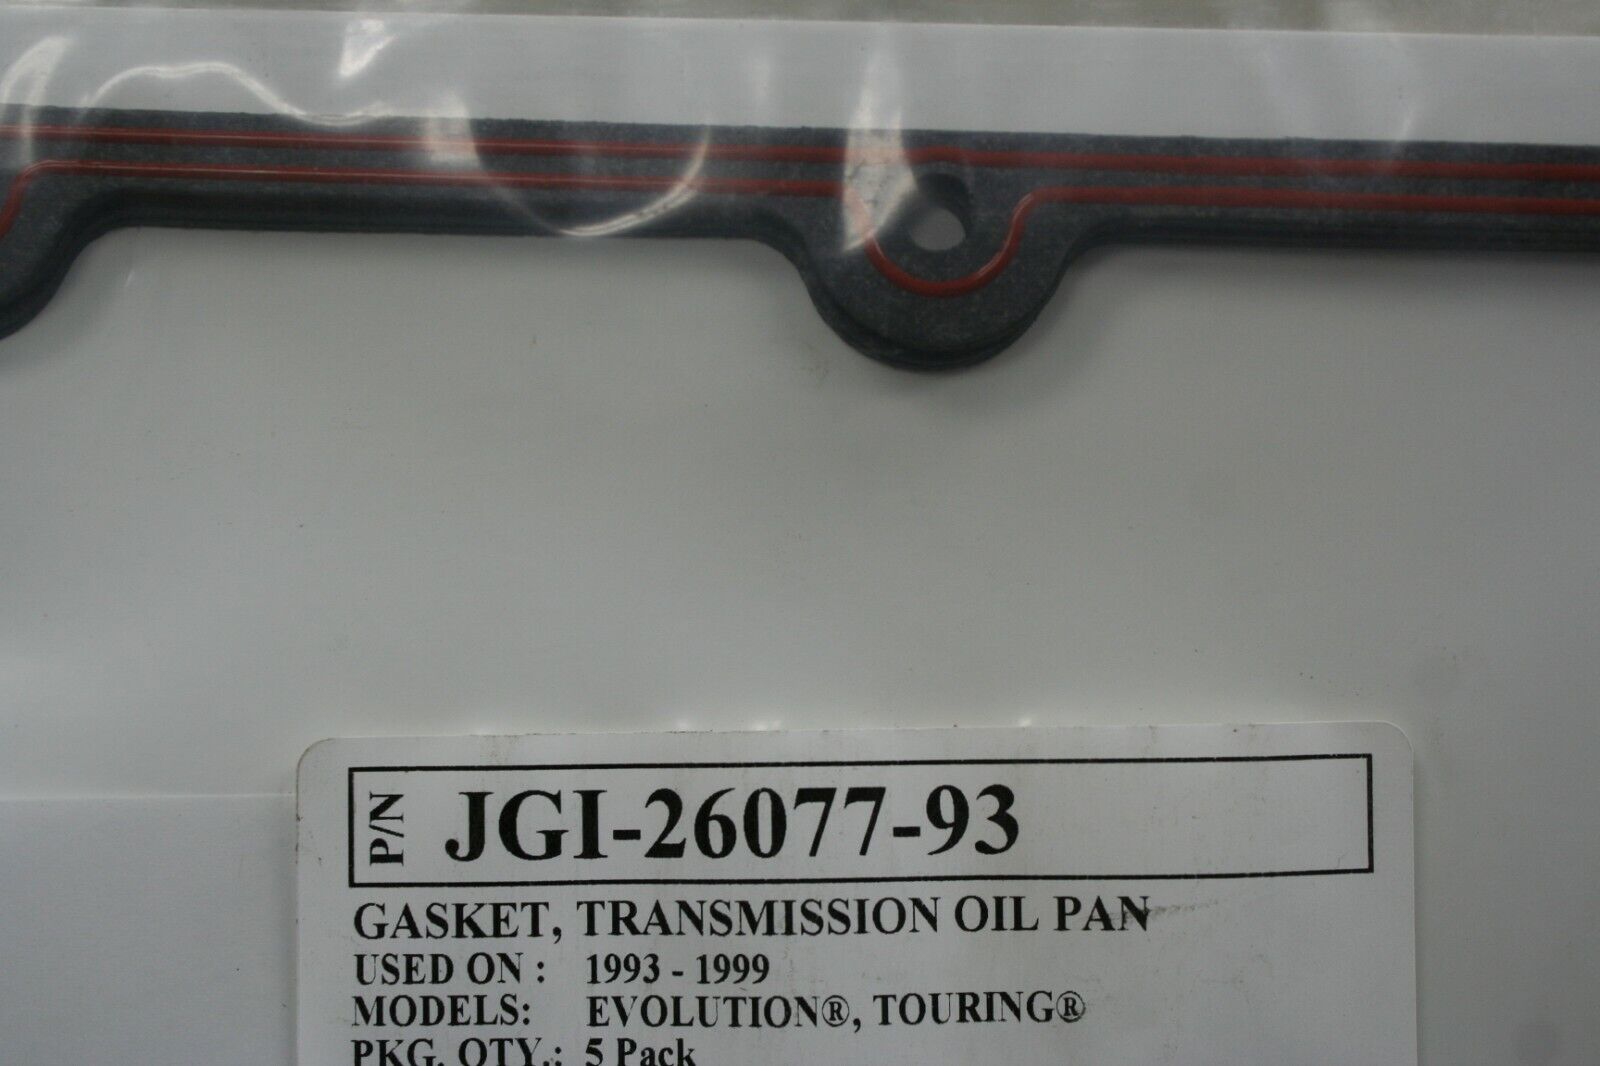 P/N JGI-26077-93
GASKET, TRANSMISSION OIL PAN
USED ON : 1993 - 1999
MODELS: EVOLUTION®, TOURING®
PKG. QTY.: 5 Pack